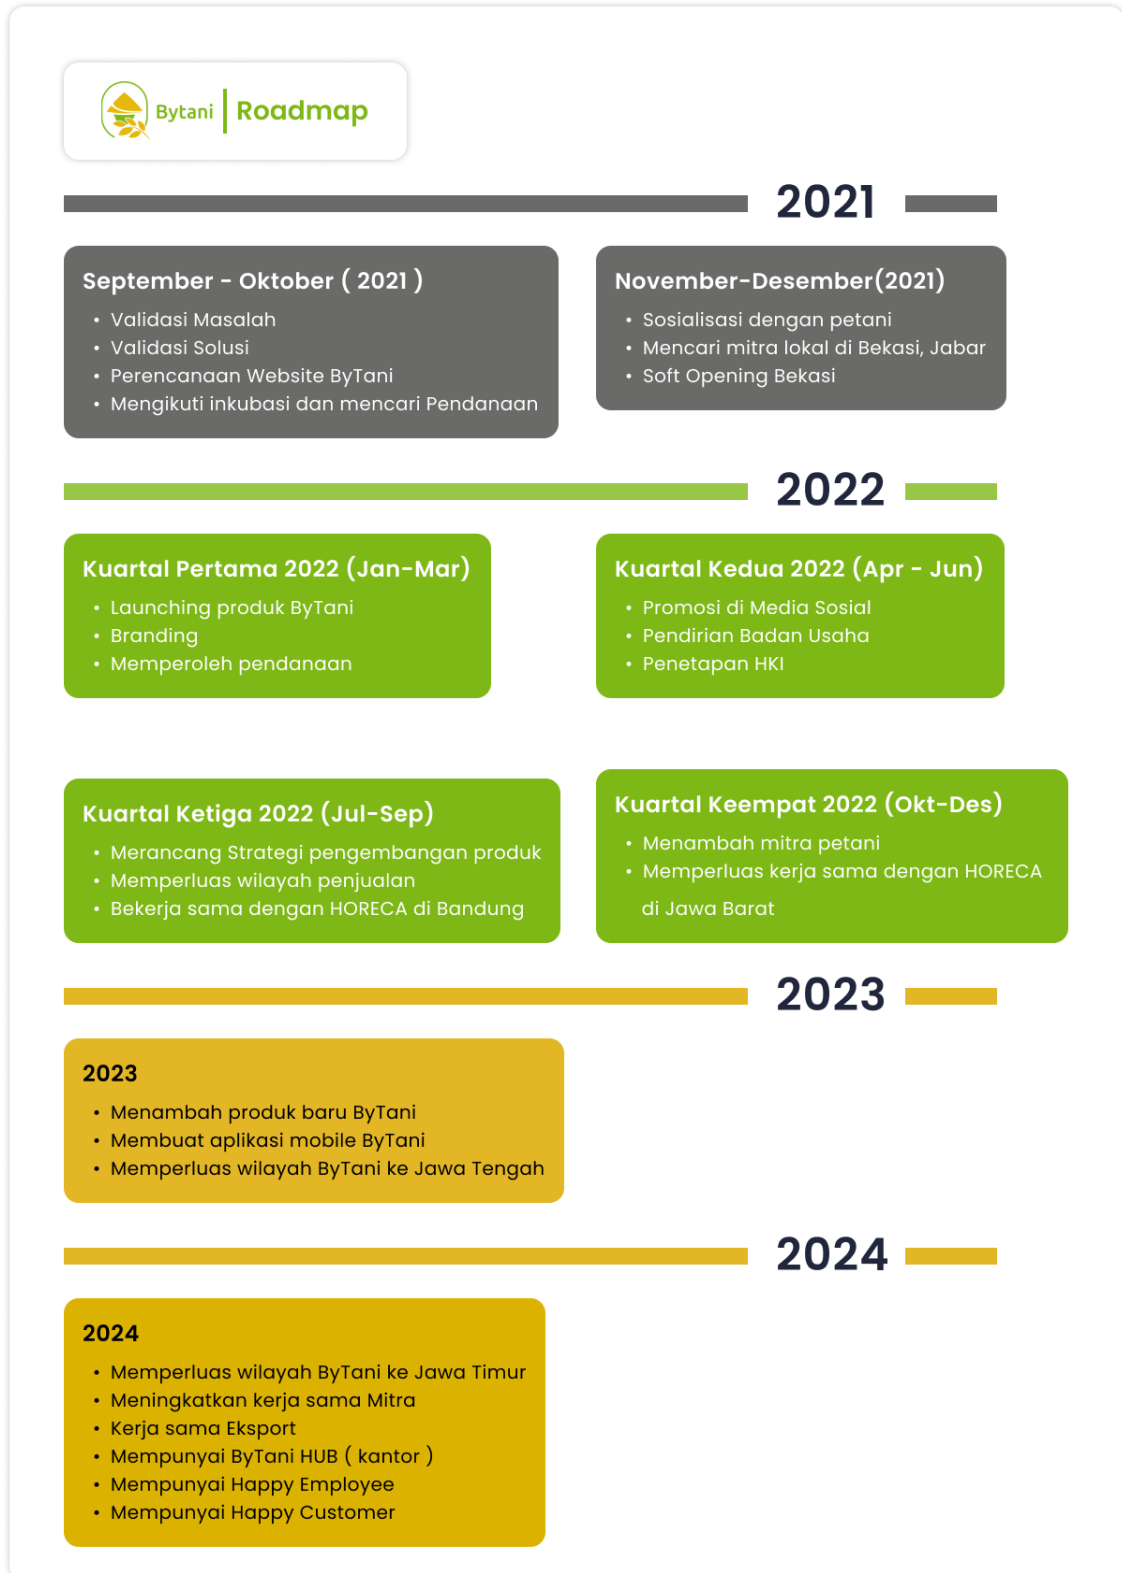 Bytani | Roadmap
2021
September - Oktober ( 2021 )
• Validasi Masalah
• Validasi Solusi
• Perencanaan Website ByTani
• Mengikuti inkubasi dan mencari Pendanaan
November-Desember(2021)
• Sosialisasi dengan petani
• Mencari mitra lokal di Bekasi, Jabar
• Soft Opening Bekasi
2022
Kuartal Pertama 2022 (Jan-Mar)
• Launching produk ByTani
• Branding
• Memperoleh pendanaan
Kuartal Kedua 2022 (Apr - Jun)
• Promosi di Media Sosial
• Pendirian Badan Usaha
• Penetapan HKI
Kuartal Ketiga 2022 (Jul-Sep)
• Merancang Strategi pengembangan produk
• Memperluas wilayah penjualan
• Bekerja sama dengan HORECA di Bandung
Kuartal Keempat 2022 (Okt-Des)
• Menambah mitra petani
• Memperluas kerja sama dengan HORECA
di Jawa Barat
2023
2023
• Menambah produk baru ByTani
• Membuat aplikasi mobile ByTani
• Memperluas wilayah ByTani ke Jawa Tengah
2024
2024
• Memperluas wilayah ByTani ke Jawa Timur
• Meningkatkan kerja sama Mitra
• Kerja sama Eksport
• Mempunyai ByTani HUB ( kantor )
• Mempunyai Happy Employee
• Mempunyai Happy Customer